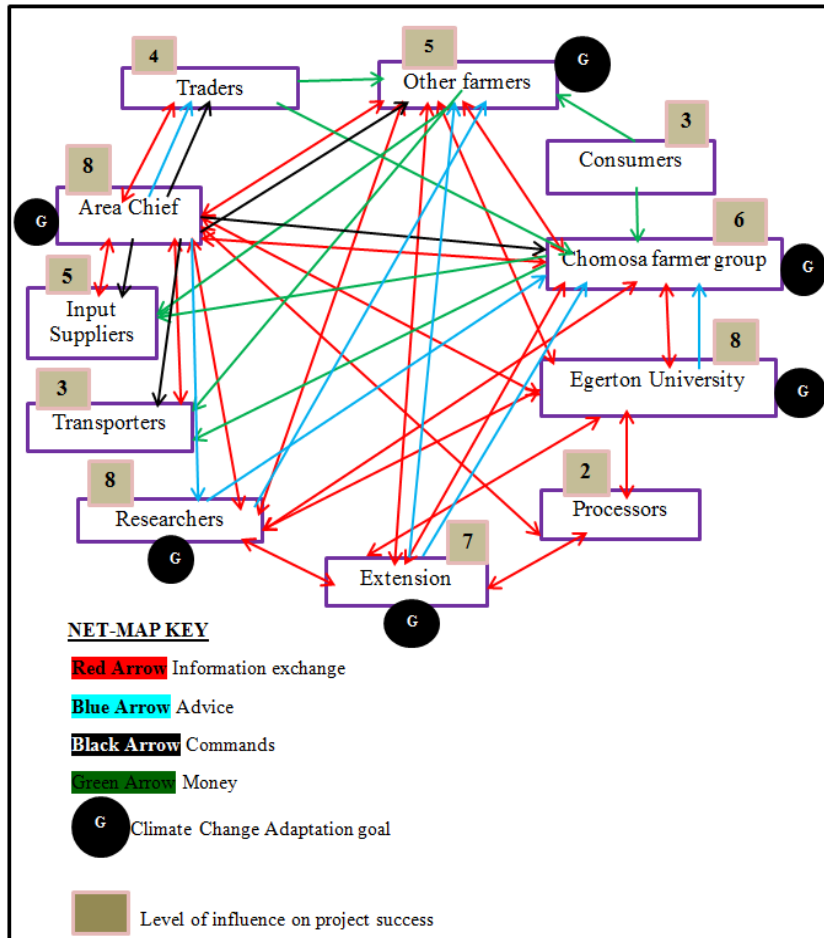 4
Traders
5
Other farmers
G
3
Consumers
8
Area Chief
G
6
Chomosa farmer group
G
5
Input
Suppliers
8
Egerton University
G
3
Transporters
2
Processors
8
Researchers
G
7
Extension
G
NET-MAP KEY
Red Arrow Information exchange
Blue Arrow Advice
Black Arrow Commands
Green Arrow Money
G Climate Change Adaptation goal
Level of influence on project success